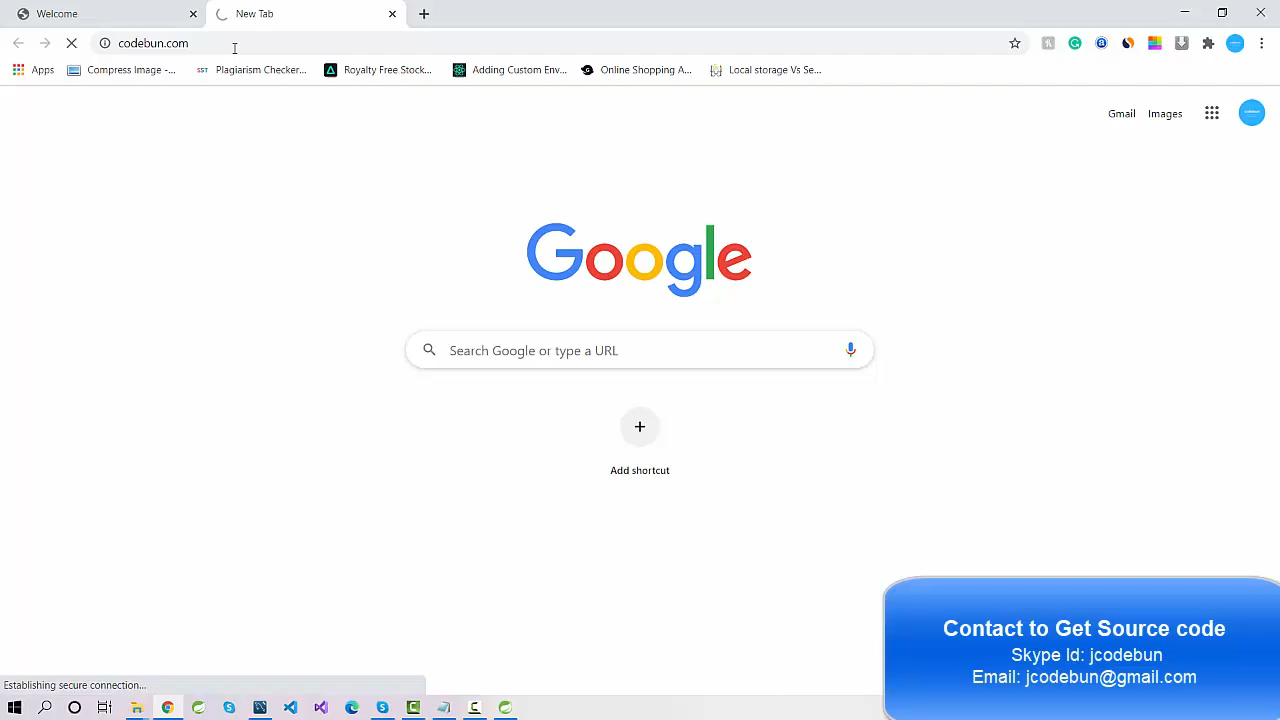 Welcome
New Tab
codebun.com
Apps
Compress Image -...
SST
Plagiarism Checker...
Royalty Free Stock...
Adding Custom Env...
Online Shopping A...
Local storage Vs Se...
Gmail
Images
Google
Search Google or type a URL
Add shortcut
Contact to Get Source code
Skype Id: jcodebun
Email: jcodebun@gmail.com
Establishing secure connection...